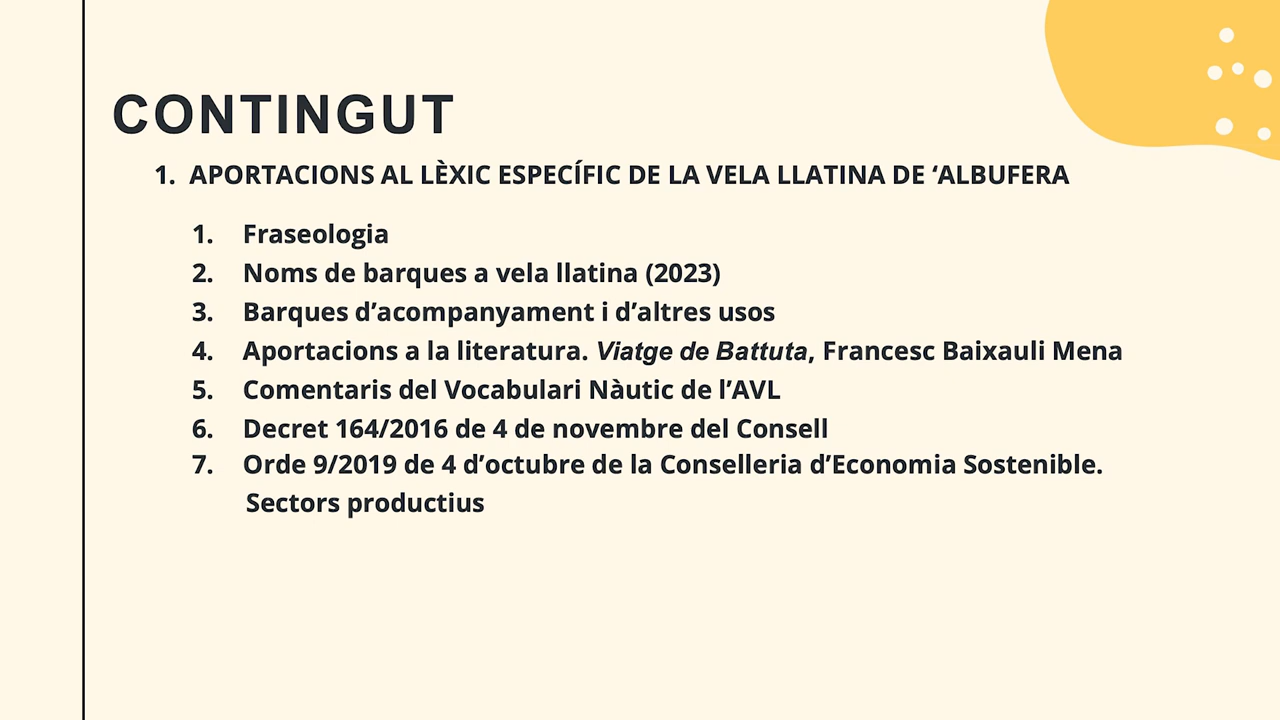 CONTINGUT
1. APORTACIONS AL LÈXIC ESPECÍFIC DE LA VELA LLATINA DE ‘ALBUFERA
1. Fraseologia
2. Noms de barques a vela llatina (2023)
3. Barques d’acompanyament i d’altres usos
4. Aportacions a la literatura. Viatge de Battuta, Francesc Baixauli Mena
5. Comentaris del Vocabulari Nàutic de l’AVL
6. Decret 164/2016 de 4 de novembre del Consell
7. Orde 9/2019 de 4 d’octubre de la Conselleria d’Economia Sostenible.
Sectors productius